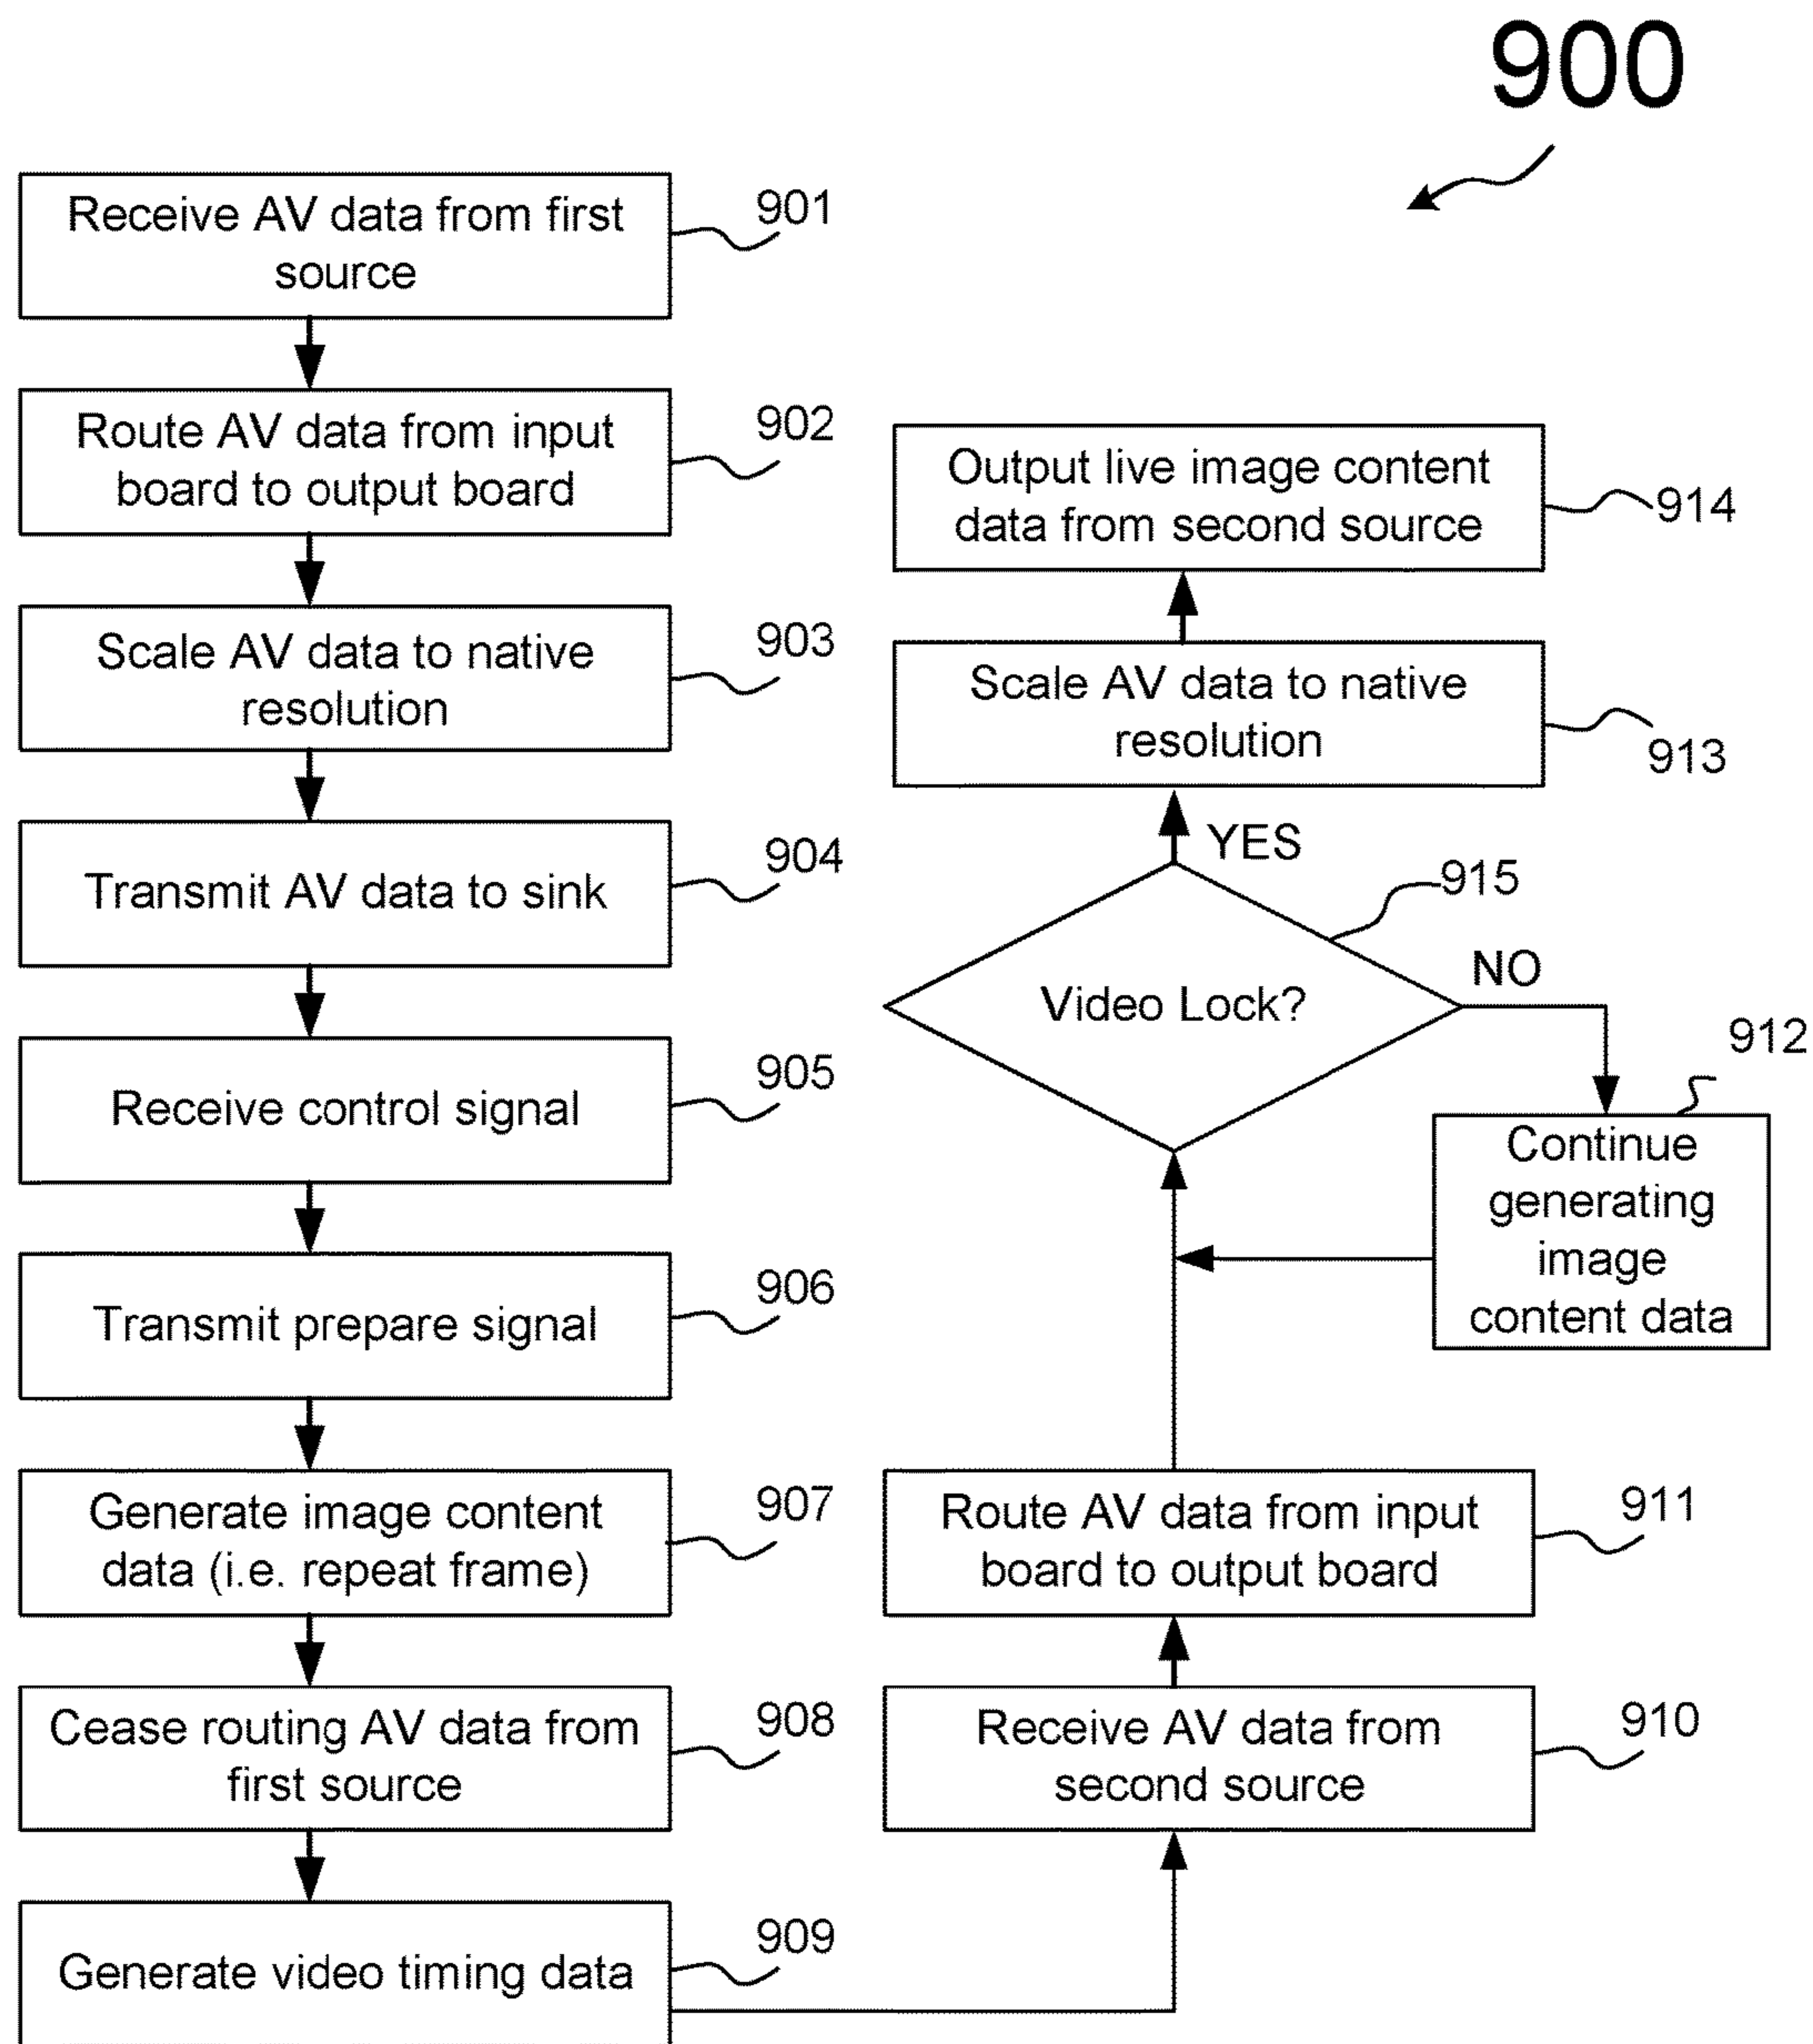 900
Receive AV data from first
source
901
Route AV data from input
board to output board
902
Scale AV data to native
resolution
903
Transmit AV data to sink
904
Receive control signal
905
Transmit prepare signal
906
Generate image content
data (i.e. repeat frame)
907
Cease routing AV data from
first source
908
Generate video timing data
909
Receive AV data from
second source
910
Route AV data from input
board to output board
911
Video Lock?
915
NO
912
Continue
generating
image
content data
YES
Scale AV data to native
resolution
913
Output live image content
data from second source
914